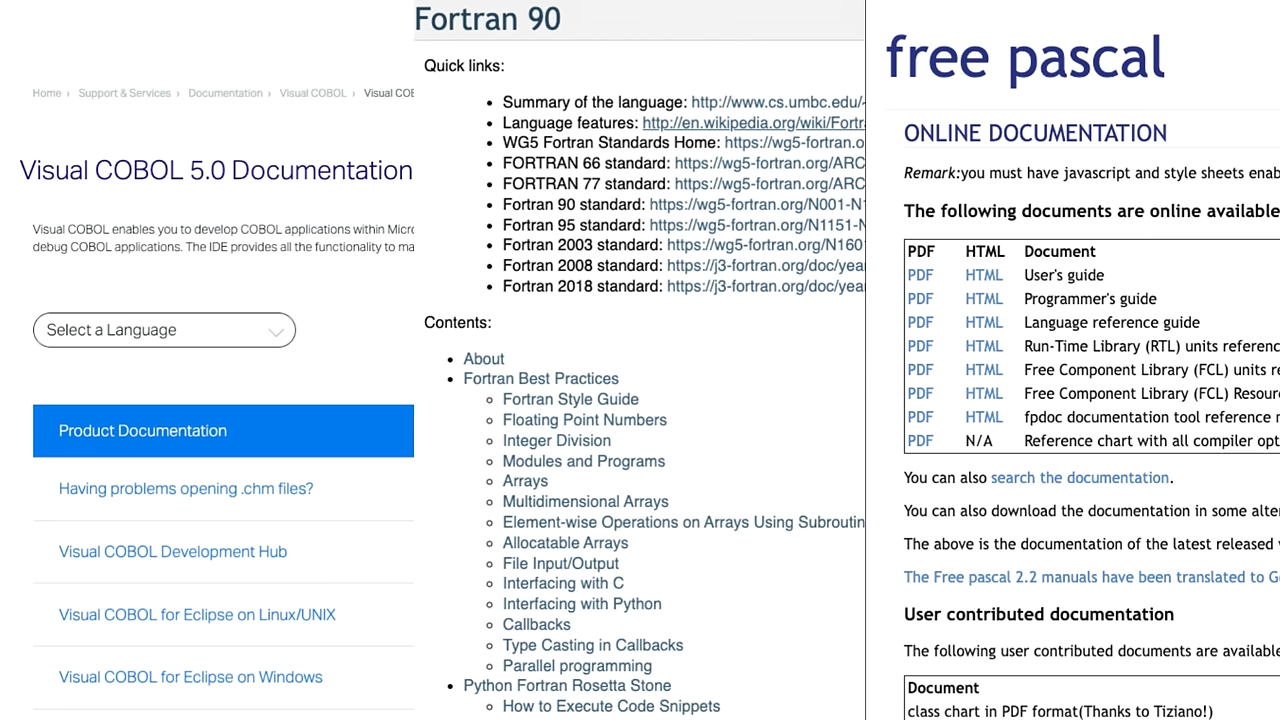 Home › Support & Services › Documentation › Visual COBOL › Visual COB
Visual COBOL 5.0 Documentation
Visual COBOL enables you to develop COBOL applications within Micro
debug COBOL applications. The IDE provides all the functionality to ma
Select a Language
Product Documentation
Having problems opening .chm files?
Visual COBOL Development Hub
Visual COBOL for Eclipse on Linux/UNIX
Visual COBOL for Eclipse on Windows
Fortran 90
Quick links:
• Summary of the language: http://www.cs.umbc.edu/
• Language features: http://en.wikipedia.org/wiki/Fortr
• WG5 Fortran Standards Home: https://wg5-fortran.o
• FORTRAN 66 standard: https://wg5-fortran.org/ARC
• FORTRAN 77 standard: https://wg5-fortran.org/ARC
• Fortran 90 standard: https://wg5-fortran.org/N001-N1
• Fortran 95 standard: https://wg5-fortran.org/N1151-N
• Fortran 2003 standard: https://wg5-fortran.org/N160
• Fortran 2008 standard: https://j3-fortran.org/doc/yea
• Fortran 2018 standard: https://j3-fortran.org/doc/yea
Contents:
• About
• Fortran Best Practices
○ Fortran Style Guide
○ Floating Point Numbers
○ Integer Division
○ Modules and Programs
○ Arrays
○ Multidimensional Arrays
○ Element-wise Operations on Arrays Using Subroutin
○ Allocatable Arrays
○ File Input/Output
○ Interfacing with C
○ Interfacing with Python
○ Callbacks
○ Type Casting in Callbacks
○ Parallel programming
• Python Fortran Rosetta Stone
○ How to Execute Code Snippets
free pascal
ONLINE DOCUMENTATION
Remark:you must have javascript and style sheets enab
The following documents are online available
PDF HTML Document
PDF HTML User's guide
PDF HTML Programmer's guide
PDF HTML Language reference guide
PDF HTML Run-Time Library (RTL) units referenc
PDF HTML Free Component Library (FCL) units re
PDF HTML Free Component Library (FCL) Resour
PDF HTML fpdoc documentation tool reference m
PDF N/A Reference chart with all compiler opt
You can also search the documentation.
You can also download the documentation in some alter
The above is the documentation of the latest released v
The Free pascal 2.2 manuals have been translated to Ge
User contributed documentation
The following user contributed documents are available
Document
class chart in PDF format(Thanks to Tiziano!)